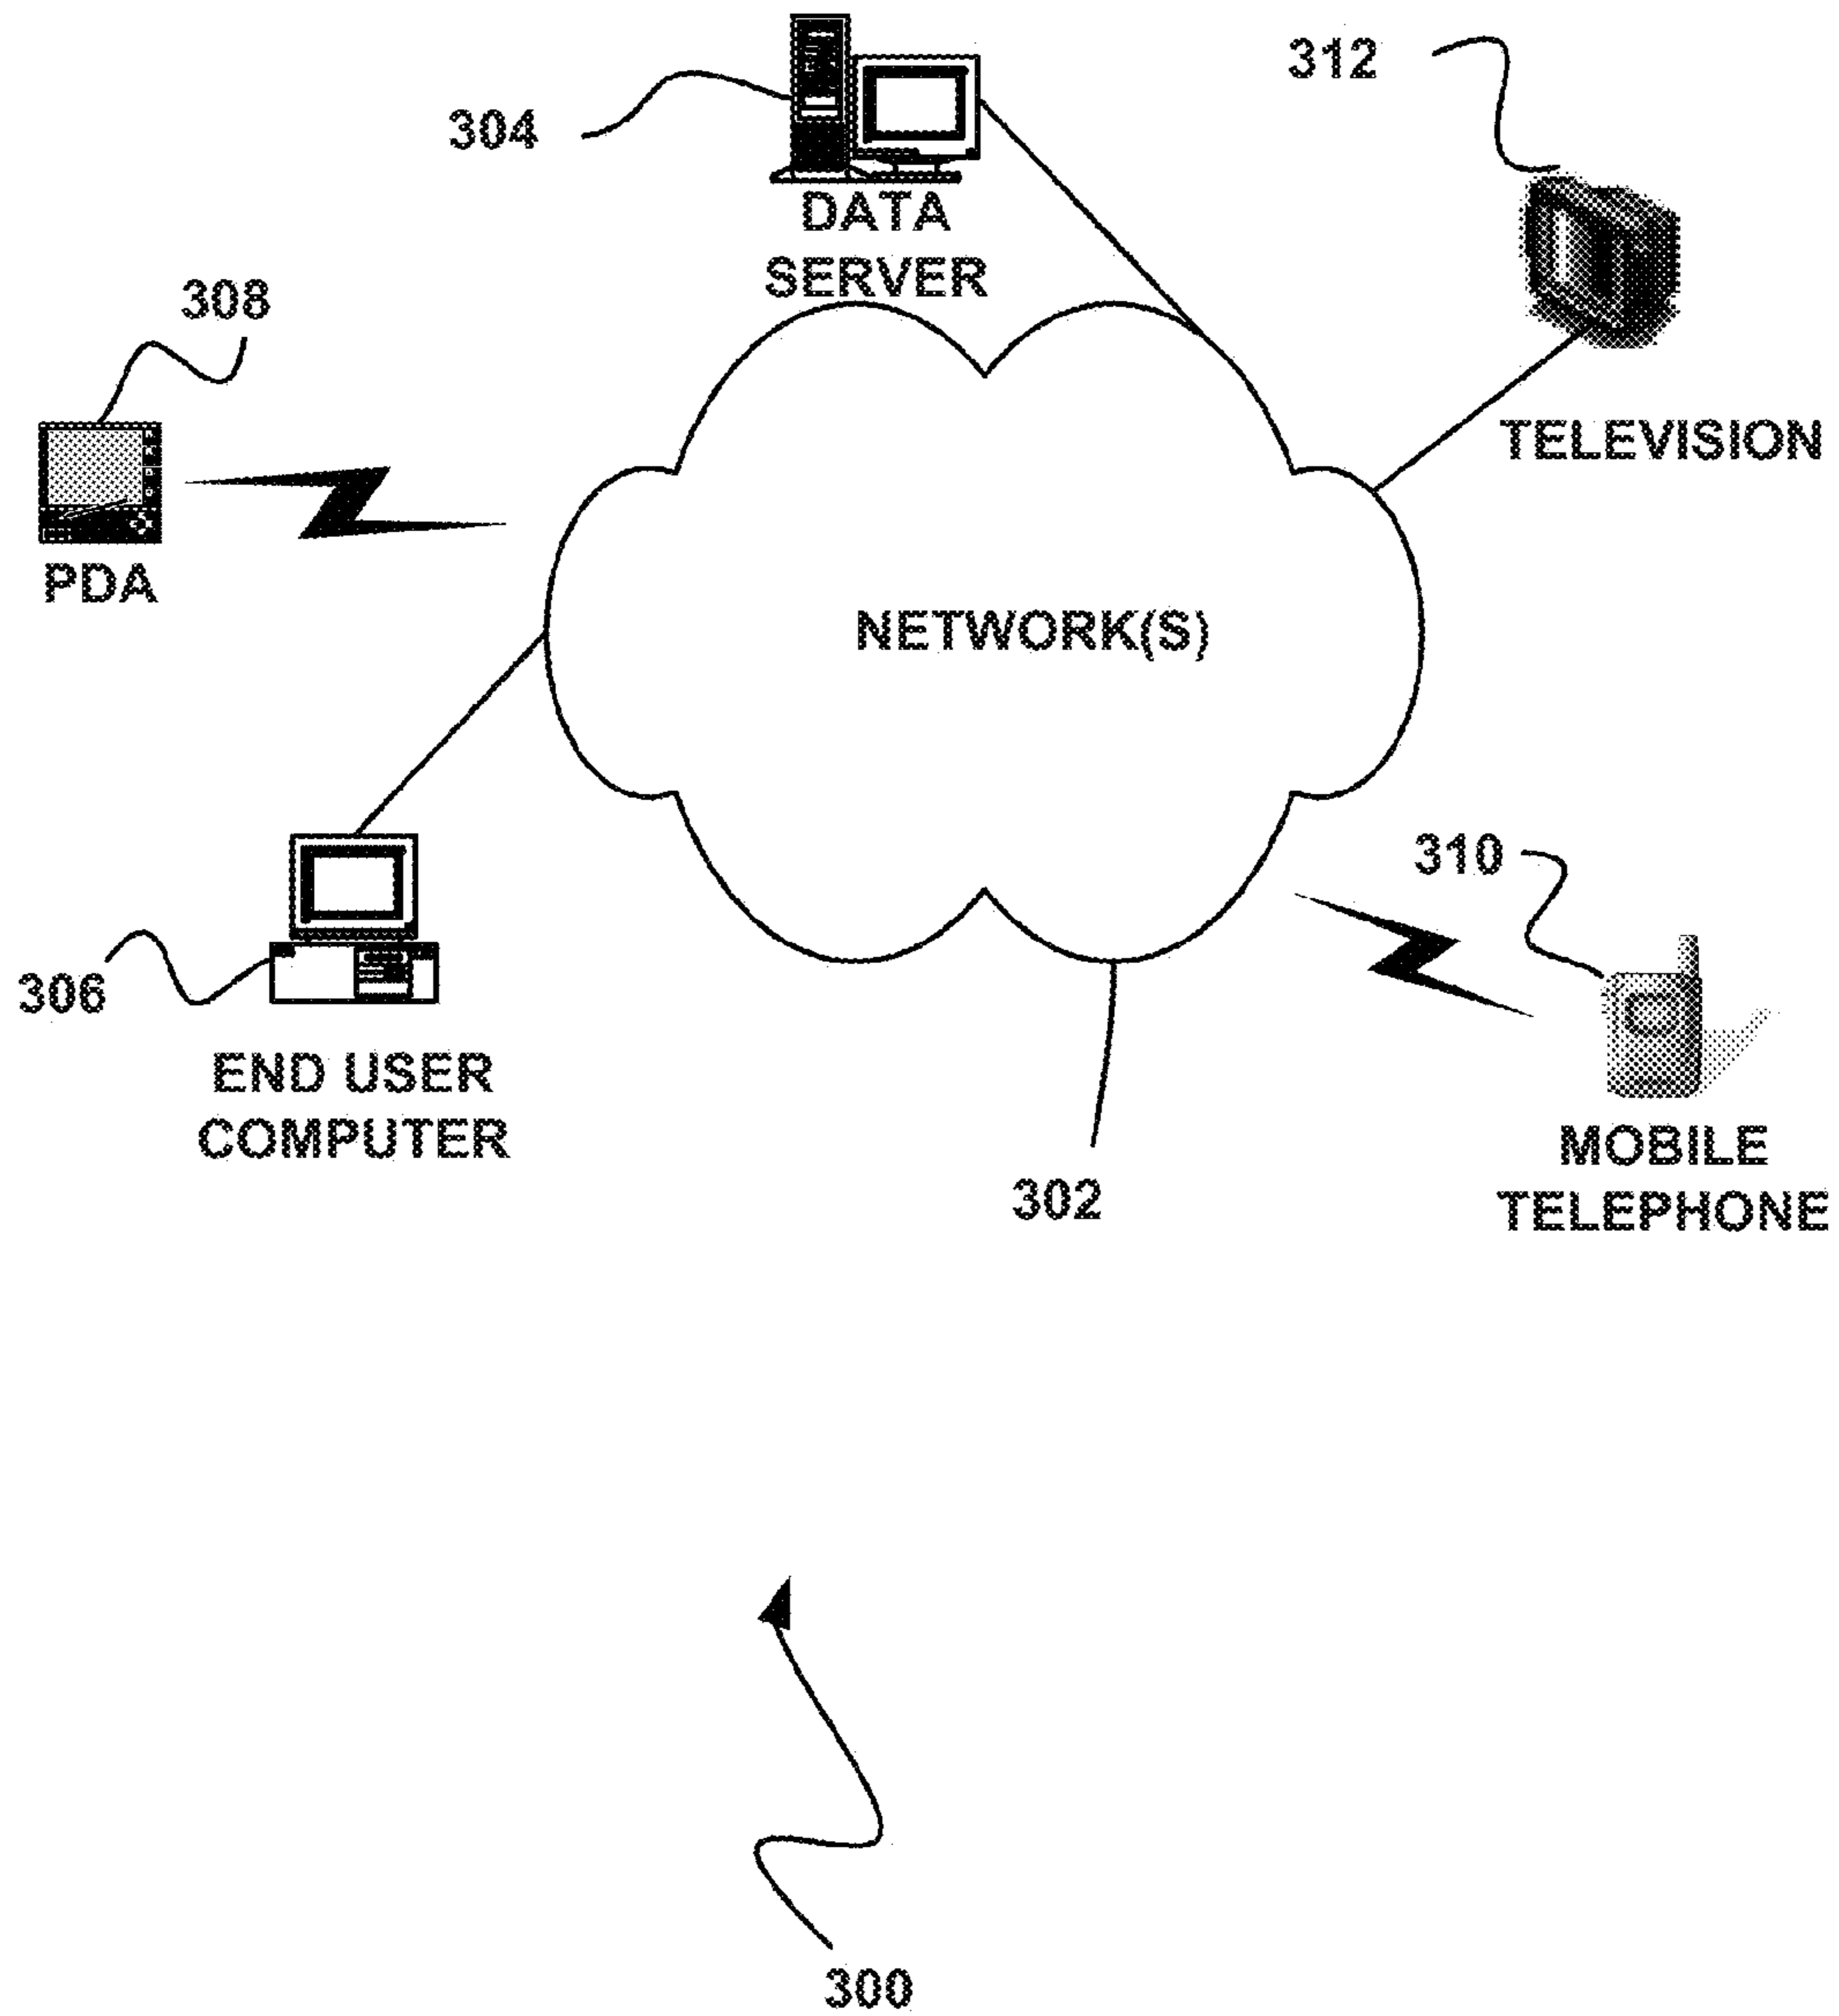 312
304
DATA
SERVER
308
TELEVISION
PDA
NETWORK(S)
310
306
END USER
COMPUTER
MOBILE
TELEPHONE
302
300